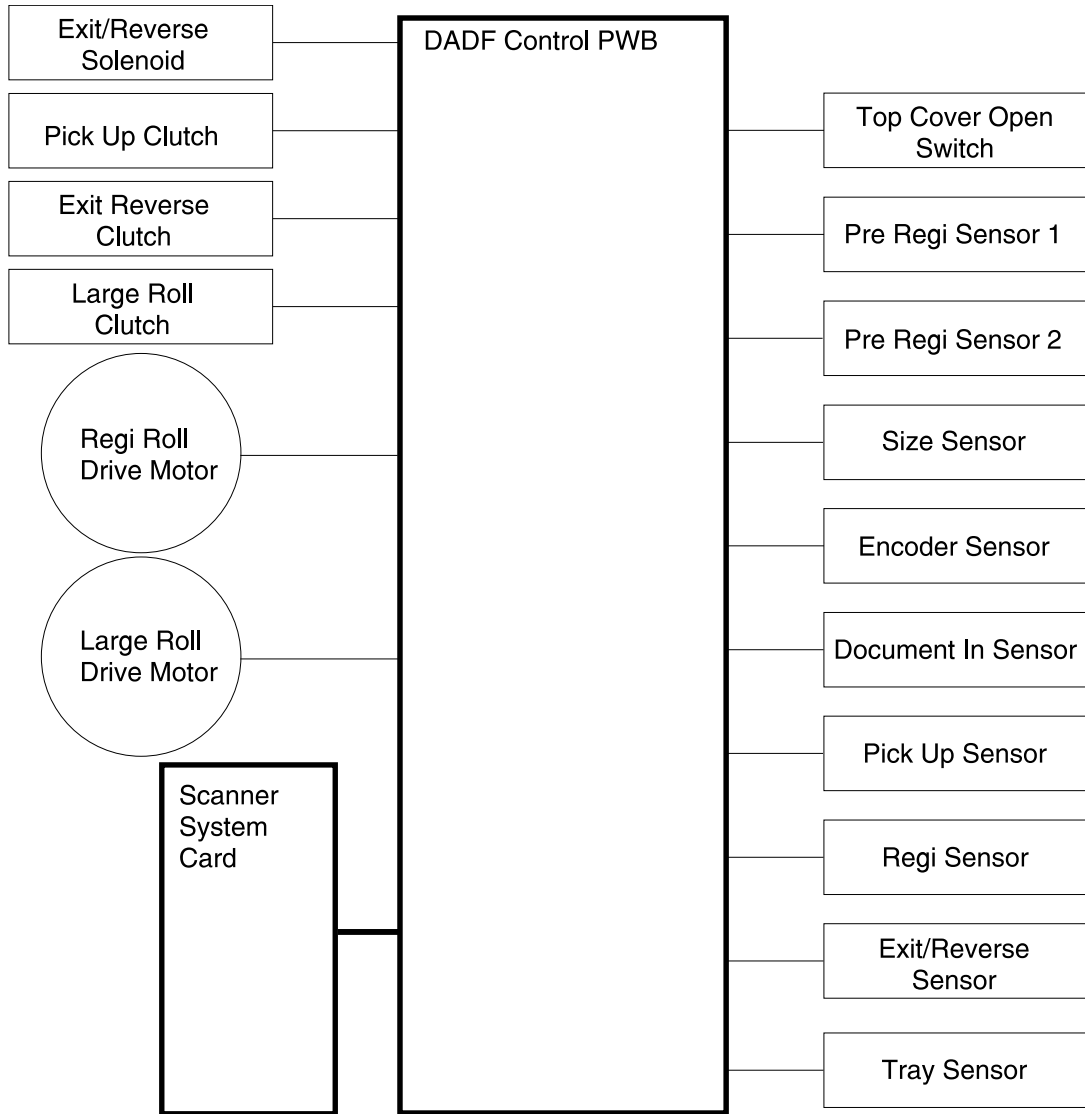 Exit/Reverse
Solenoid
Pick Up Clutch
Exit Reverse
Clutch
Large Roll
Clutch
Regi Roll
Drive Motor
Large Roll
Drive Motor
Scanner
System
Card
DADF Control PWB
Top Cover Open
Switch
Pre Regi Sensor 1
Pre Regi Sensor 2
Size Sensor
Encoder Sensor
Document In Sensor
Pick Up Sensor
Regi Sensor
Exit/Reverse
Sensor
Tray Sensor